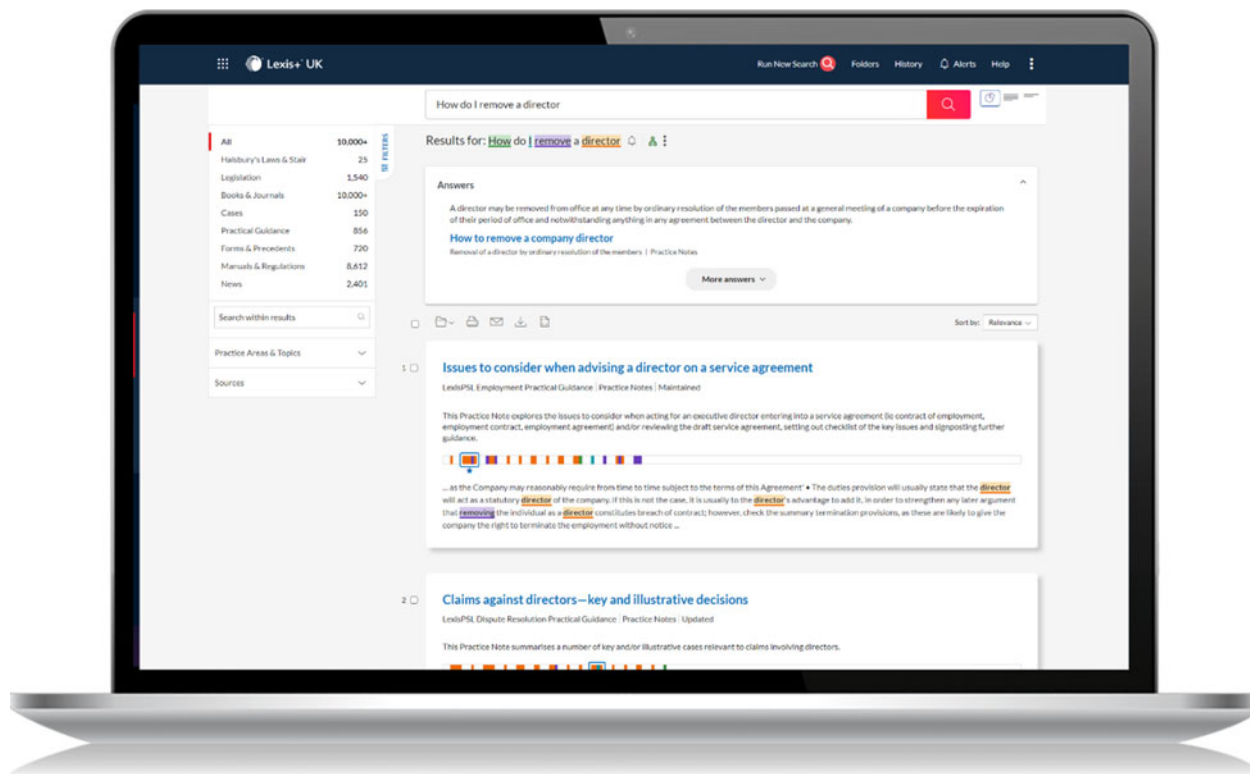 Lexis+ UK
Run New Search
Folders
History
Alerts
Help
How do I remove a director
All 10,000+
Halsbury's Laws & Stair 25
Legislation 1,540
Books & Journals 10,000+
Cases 150
Practical Guidance 856
Forms & Precedents 720
Manuals & Regulations 8,612
News 2,401
FILTERS
Search within results
Practice Areas & Topics
Sources
Results for: How do I remove a director
Answers
A director may be removed from office at any time by ordinary resolution of the members passed at a general meeting of a company before the expiration
of their period of office and notwithstanding anything in any agreement between the director and the company.
How to remove a company director
Removal of a director by ordinary resolution of the members | Practice Notes
More answers
Sort by: Relevance
1
Issues to consider when advising a director on a service agreement
LexisPSL Employment Practical Guidance | Practice Notes | Maintained
This Practice Note explores the issues to consider when acting for an executive director entering into a service agreement (ie contract of employment,
employment contract, employment agreement) and/or reviewing the draft service agreement, setting out checklist of the key issues and signposting further
guidance.
... as the Company may reasonably require from time to time subject to the terms of this Agreement' • The duties provision will usually state that the director
will act as a statutory director of the company. If this is not the case, it is usually to the director's advantage to add it, in order to strengthen any later argument
that removing the individual as a director constitutes breach of contract; however, check the summary termination provisions, as these are likely to give the
company the right to terminate the employment without notice ...
2
Claims against directors—key and illustrative decisions
LexisPSL Dispute Resolution Practical Guidance | Practice Notes | Updated
This Practice Note summarises a number of key and/or illustrative cases relevant to claims involving directors.